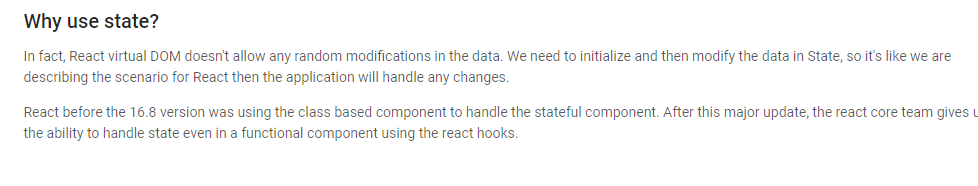 Why use state?
In fact, React virtual DOM doesn't allow any random modifications in the data. We need to initialize and then modify the data in State, so it's like we are
describing the scenario for React then the application will handle any changes.
React before the 16.8 version was using the class based component to handle the stateful component. After this major update, the react core team gives
the ability to handle state even in a functional component using the react hooks.